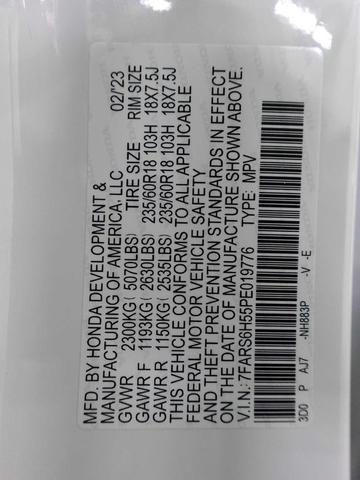 MFD. BY HONDA DEVELOPMENT &
MANUFACTURING OF AMERICA, LLC 02/'23
GVWR 2300KG ( 5070LBS) TIRE SIZE RIM SIZE
GAWR F 1193KG ( 2630LBS) 235/60R18 103H 18X7.5J
GAWR R 1150KG ( 2535LBS) 235/60R18 103H 18X7.5J
THIS VEHICLE CONFORMS TO ALL APPLICABLE
FEDERAL MOTOR VEHICLE SAFETY
AND THEFT PREVENTION STANDARDS IN EFFECT
ON THE DATE OF MANUFACTURE SHOWN ABOVE.
V.I.N.: 7FARS6H55PE019776 TYPE: MPV
3D0 P AJ7 -NH883P -V -E